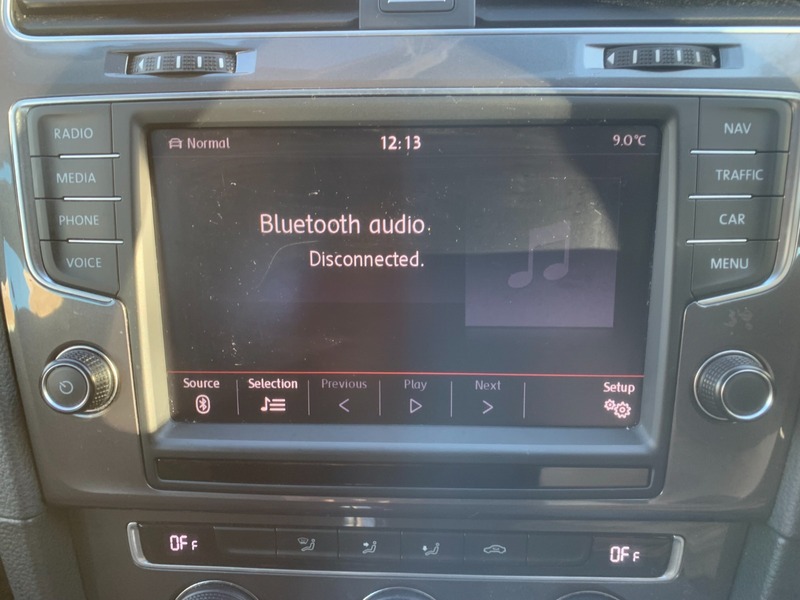 RADIO
MEDIA
PHONE
VOICE
Normal 12:13 9.0°C
Bluetooth audio
Disconnected.
Source Selection Previous Play Next Setup
NAV
TRAFFIC
CAR
MENU
OFF OFF